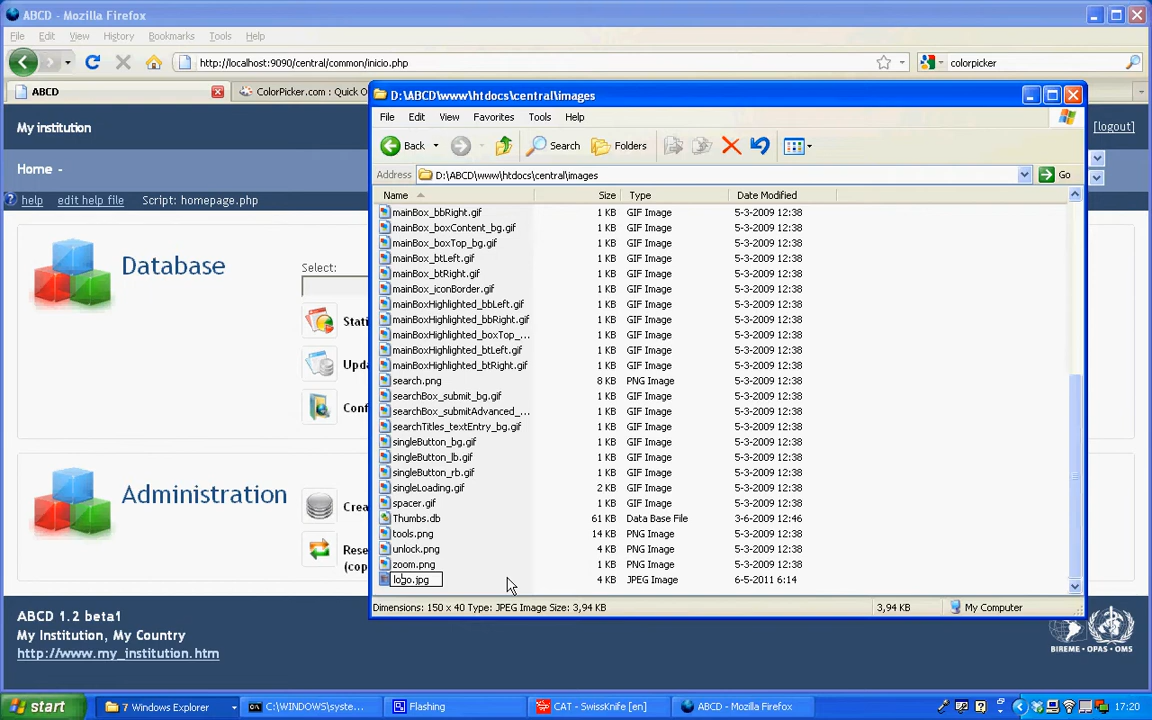 ABCD - Mozilla Firefox
File Edit View History Bookmarks Tools Help
http://localhost:9090/central/common/inicio.php
colorpicker
ABCD
ColorPicker.com : Quick O
My institution
[logout]
Home -
help edit help file Script: homepage.php
Database
Select:
Stati
Upd
Conf
Administration
Crea
Rese
(cop
ABCD 1.2 beta1
My Institution, My Country
http://www.my_institution.htm
BIREME • OPAS • OMS
D:\ABCD\www\htdocs\central\images
File Edit View Favorites Tools Help
Back Search Folders
Address D:\ABCD\www\htdocs\central\images Go
Name Size Type Date Modified
mainBox_bbRight.gif 1 KB GIF Image 5-3-2009 12:38
mainBox_boxContent_bg.gif 1 KB GIF Image 5-3-2009 12:38
mainBox_boxTop_bg.gif 1 KB GIF Image 5-3-2009 12:38
mainBox_btLeft.gif 1 KB GIF Image 5-3-2009 12:38
mainBox_btRight.gif 1 KB GIF Image 5-3-2009 12:38
mainBox_iconBorder.gif 1 KB GIF Image 5-3-2009 12:38
mainBoxHighlighted_bbLeft.gif 1 KB GIF Image 5-3-2009 12:38
mainBoxHighlighted_bbRight.gif 1 KB GIF Image 5-3-2009 12:38
mainBoxHighlighted_boxTop_... 1 KB GIF Image 5-3-2009 12:38
mainBoxHighlighted_btLeft.gif 1 KB GIF Image 5-3-2009 12:38
mainBoxHighlighted_btRight.gif 1 KB GIF Image 5-3-2009 12:38
search.png 8 KB PNG Image 5-3-2009 12:38
searchBox_submit_bg.gif 1 KB GIF Image 5-3-2009 12:38
searchBox_submitAdvanced_... 1 KB GIF Image 5-3-2009 12:38
searchTitles_textEntry_bg.gif 1 KB GIF Image 5-3-2009 12:38
singleButton_bg.gif 1 KB GIF Image 5-3-2009 12:38
singleButton_lb.gif 1 KB GIF Image 5-3-2009 12:38
singleButton_rb.gif 1 KB GIF Image 5-3-2009 12:38
singleLoading.gif 2 KB GIF Image 5-3-2009 12:38
spacer.gif 1 KB GIF Image 5-3-2009 12:38
Thumbs.db 61 KB Data Base File 3-6-2009 12:46
tools.png 14 KB PNG Image 5-3-2009 12:38
unlock.png 4 KB PNG Image 5-3-2009 12:38
zoom.png 4 KB PNG Image 5-3-2009 12:38
logo.jpg 4 KB JPEG Image 6-5-2011 6:14
Dimensions: 150 x 40 Type: JPEG Image Size: 3,94 KB 3,94 KB My Computer
start 7 Windows Explorer C:\WINDOWS\syste... Flashing CAT - SwissKnife [en] ABCD - Mozilla Firefox 17:20